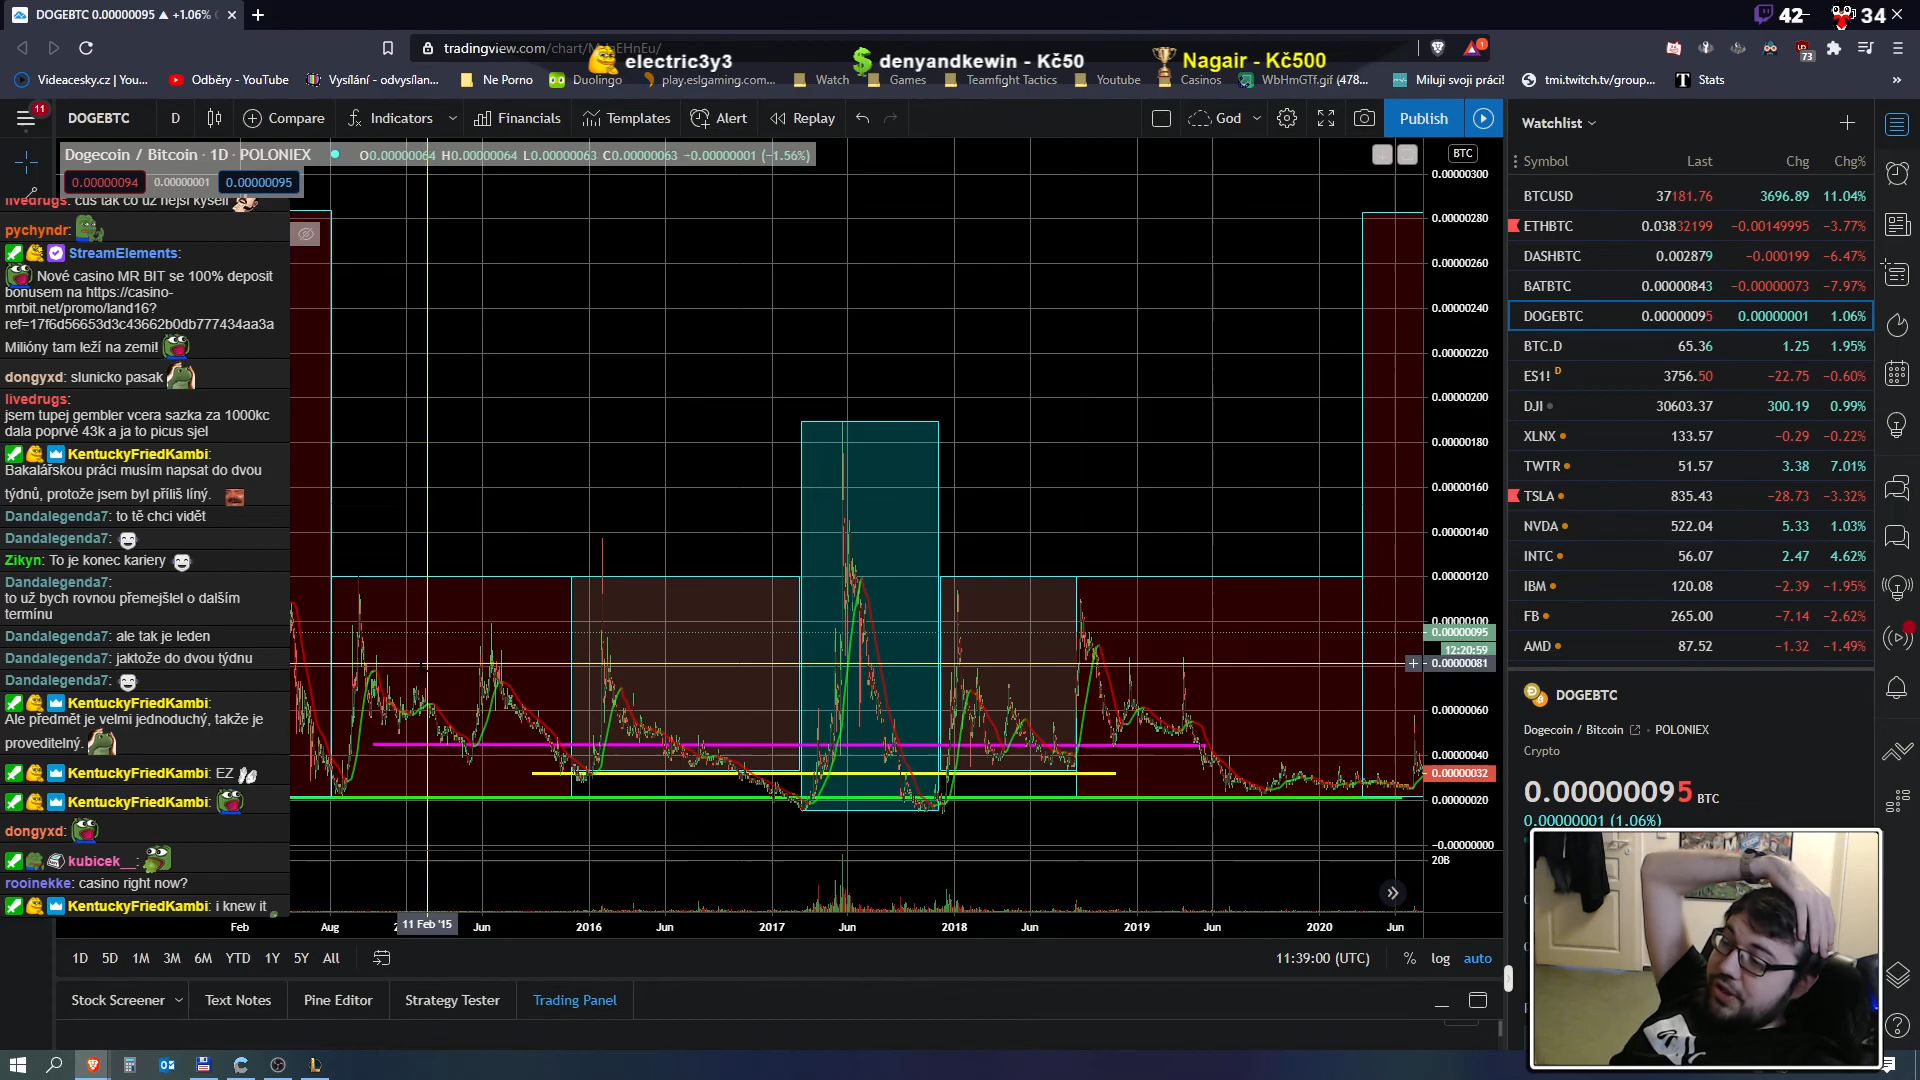 DOGEBTC 0.00000095 ▲ +1.06%
42
34
tradingview.com/chart/
electric3y3
denyandkewin - Kč50
Nagair - Kč500
1
73
Videacesky.cz | You...
Odběry - YouTube
Vysílání - odvysílan...
Ne Porno
Duolingo
play.eslgaming.com...
Watch
Games
Teamfight Tactics
Youtube
Casinos
WbHmGTf.gif (478...
Miluji svoji práci!
tmi.twitch.tv/group...
Stats
11
DOGEBTC
D
Compare
Indicators
Financials
Templates
Alert
Replay
God
Publish
Dogecoin / Bitcoin · 1D · POLONIEX
O0.00000064 H0.00000064 L0.00000063 C0.00000063 −0.00000001 (−1.56%)
0.00000094
0.00000001
0.00000095
livedrugs: cus tak co uz nejsi kyseli
pychyndr:
StreamElements:
Nové casino MR BIT se 100% deposit
bonusem na https://casino-
mrbit.net/promo/land16?
ref=17f6d56653d3c43662b0db777434aa3a
Milióny tam leží na zemi!
dongyxd: slunicko pasak
livedrugs:
jsem tupej gembler vcera sazka za 1000kc
dala poprvé 43k a ja to picus sjel
KentuckyFriedKambi:
Bakalářskou práci musím napsat do dvou
týdnů, protože jsem byl příliš líný.
Dandalegenda7: to tě chci vidět
Dandalegenda7:
Zikyn: To je konec kariery
Dandalegenda7:
to už bych rovnou přemejšlel o dalším
termínu
Dandalegenda7: ale tak je leden
Dandalegenda7: jaktože do dvou týdnu
Dandalegenda7:
KentuckyFriedKambi:
Ale předmět je velmi jednoduchý, takže je
proveditelný.
KentuckyFriedKambi: EZ
KentuckyFriedKambi:
dongyxd:
kubicek__:
rooinekke: casino right now?
KentuckyFriedKambi: i knew it
BTC
0.00000300
0.00000280
0.00000260
0.00000240
0.00000220
0.00000200
0.00000180
0.00000160
0.00000140
0.00000120
0.00000100
0.00000095
12:20:59
0.00000081
0.00000060
0.00000040
0.00000032
0.00000020
−0.00000000
20B
Feb
Aug
11 Feb '15
Jun
2016
Jun
2017
Jun
2018
Jun
2019
Jun
2020
Jun
1D 5D 1M 3M 6M YTD 1Y 5Y All
11:39:00 (UTC)
% log auto
Stock Screener
Text Notes
Pine Editor
Strategy Tester
Trading Panel
Watchlist
Symbol Last Chg Chg%
BTCUSD 37181.76 3696.89 11.04%
ETHBTC 0.03832199 −0.00149995 −3.77%
DASHBTC 0.002879 −0.000199 −6.47%
BATBTC 0.00000843 −0.00000073 −7.97%
DOGEBTC 0.00000095 0.00000001 1.06%
BTC.D 65.36 1.25 1.95%
ES1! D 3756.50 −22.75 −0.60%
DJI 30603.37 300.19 0.99%
XLNX 133.57 −0.29 −0.22%
TWTR 51.57 3.38 7.01%
TSLA 835.43 −28.73 −3.32%
NVDA 522.04 5.33 1.03%
INTC 56.07 2.47 4.62%
IBM 120.08 −2.39 −1.95%
FB 265.00 −7.14 −2.62%
AMD 87.52 −1.32 −1.49%
DOGEBTC
Dogecoin / Bitcoin POLONIEX
Crypto
0.00000095 BTC
0.00000001 (1.06%)